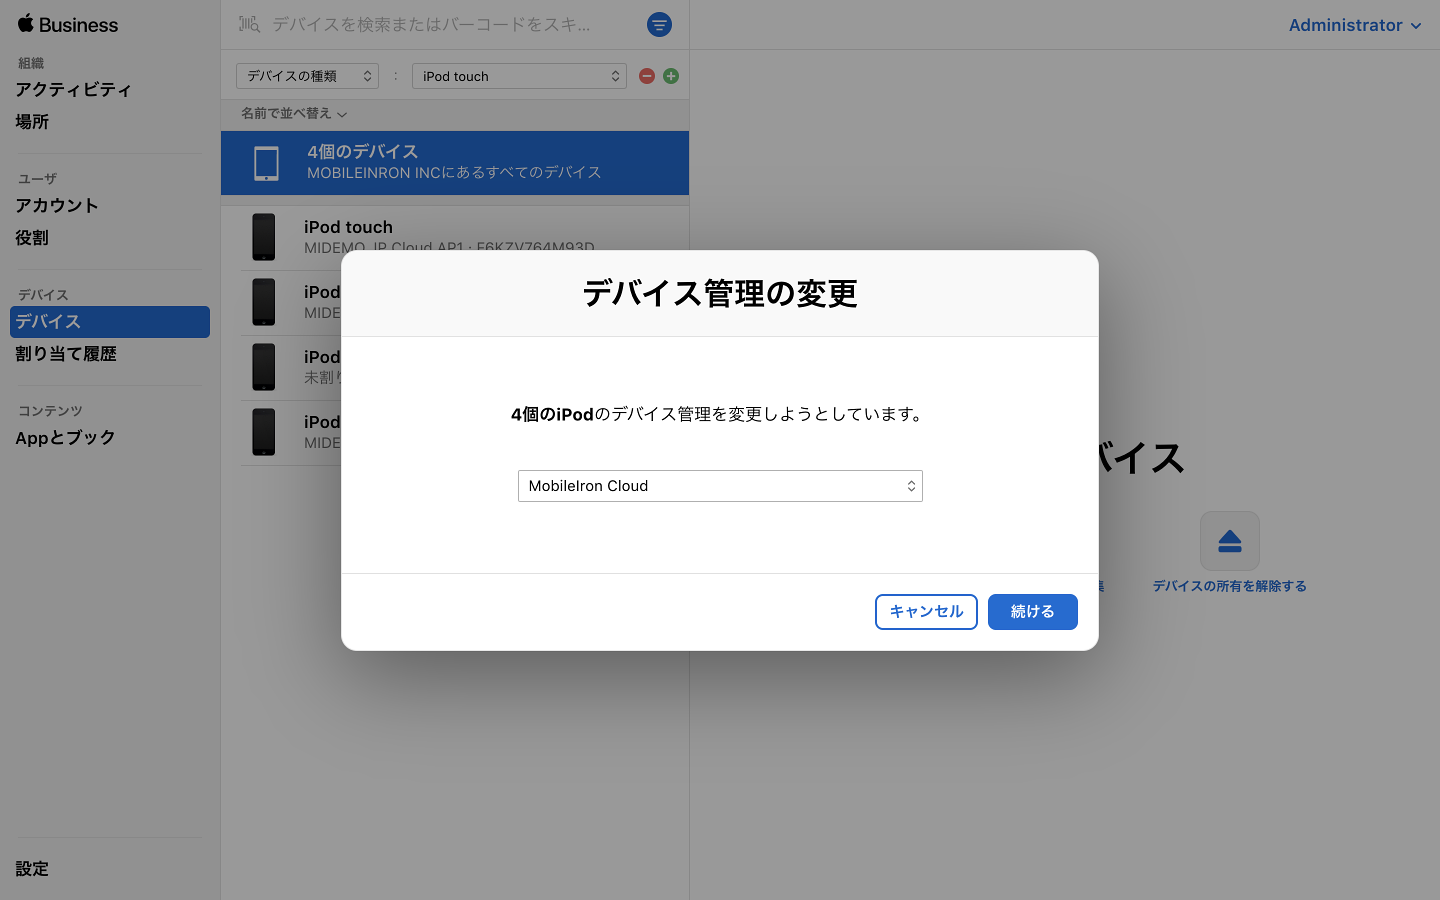 Business
組織
アクティビティ
場所
ユーザ
アカウント
役割
デバイス
デバイス
割り当て履歴
コンテンツ
Appとブック
設定
デバイスを検索またはバーコードをスキ...
デバイスの種類 : iPod touch
名前で並べ替え
4個のデバイス
MOBILEINRON INCにあるすべてのデバイス
iPod touch
MIDEMO JP Cloud AP1 · F6KZV764M93D
iPod
MIDE
iPod
未割り
iPod
MIDE
Administrator
バイス
集
デバイスの所有を解除する
デバイス管理の変更
4個のiPodのデバイス管理を変更しようとしています。
MobileIron Cloud
キャンセル
続ける